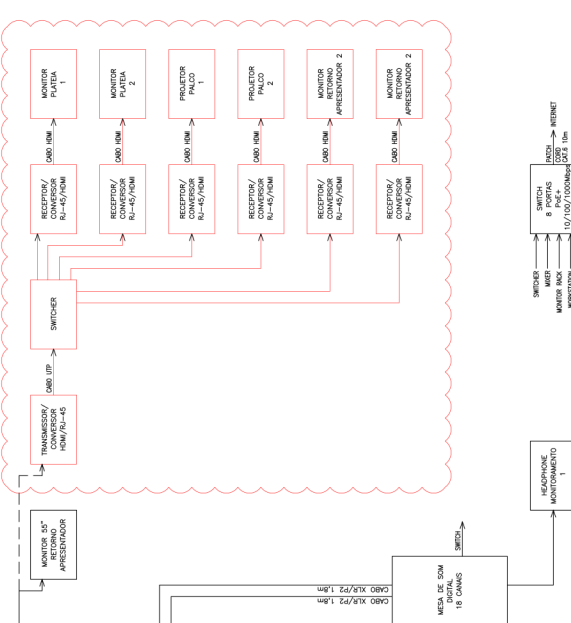 MONITOR
PLATEIA
1
MONITOR
PLATEIA
2
PROJETOR
PALCO
1
PROJETOR
PALCO
2
MONITOR
RETORNO
APRESENTADOR 2
MONITOR
RETORNO
APRESENTADOR 2
CABO HDMI
CABO HDMI
CABO HDMI
CABO HDMI
CABO HDMI
CABO HDMI
RECEPTOR/
CONVERSOR
RJ-45/HDMI
RECEPTOR/
CONVERSOR
RJ-45/HDMI
RECEPTOR/
CONVERSOR
RJ-45/HDMI
RECEPTOR/
CONVERSOR
RJ-45/HDMI
RECEPTOR/
CONVERSOR
RJ-45/HDMI
RECEPTOR/
CONVERSOR
RJ-45/HDMI
SWITCHER
CABO UTP
TRANSMISSOR/
CONVERSOR
HDMI/RJ-45
MONITOR 55"
RETORNO
APRESENTADOR
INTERNET
PATCH
CORD
CAT.6 10m
SWITCH
8 PORTAS
PoE+
10/100/1000Mbps
SWITCHER
MIXER
MONITOR RACK
WORKSTATION
HEADPHONE
MONITORAMENTO
1
SWITCH
CABO XLR/P2 1,8m
CABO XLR/P2 1,8m
MESA DE SOM
DIGITAL
18 CANAIS